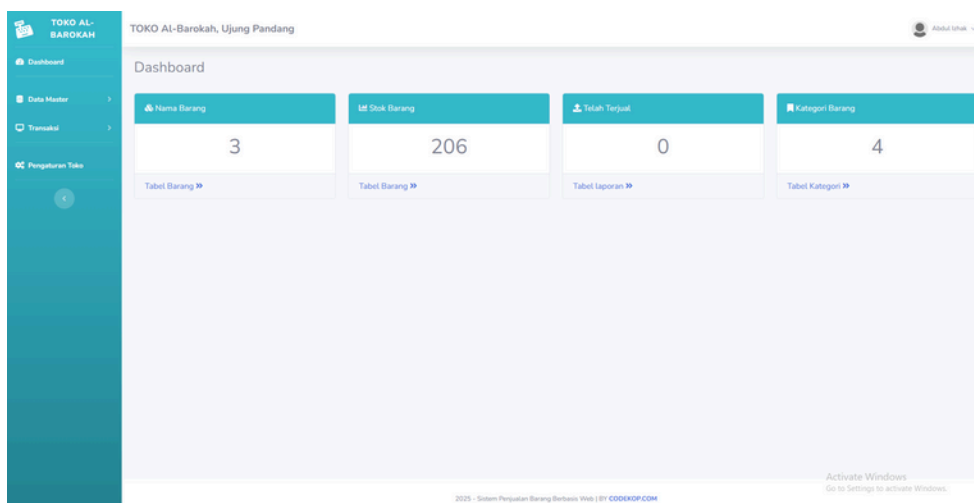 TOKO AL-
BAROKAH
TOKO Al-Barokah, Ujung Pandang
Abdul Izhak
Dashboard
Data Master
Transaksi
Pengaturan Toko
Dashboard
Nama Barang
3
Tabel Barang
Stok Barang
206
Tabel Barang
Telah Terjual
0
Tabel laporan
Kategori Barang
4
Tabel Kategori
Activate Windows
Go to Settings to activate Windows.
2025 - Sistem Penjualan Barang Berbasis Web | BY CODEKOP.COM